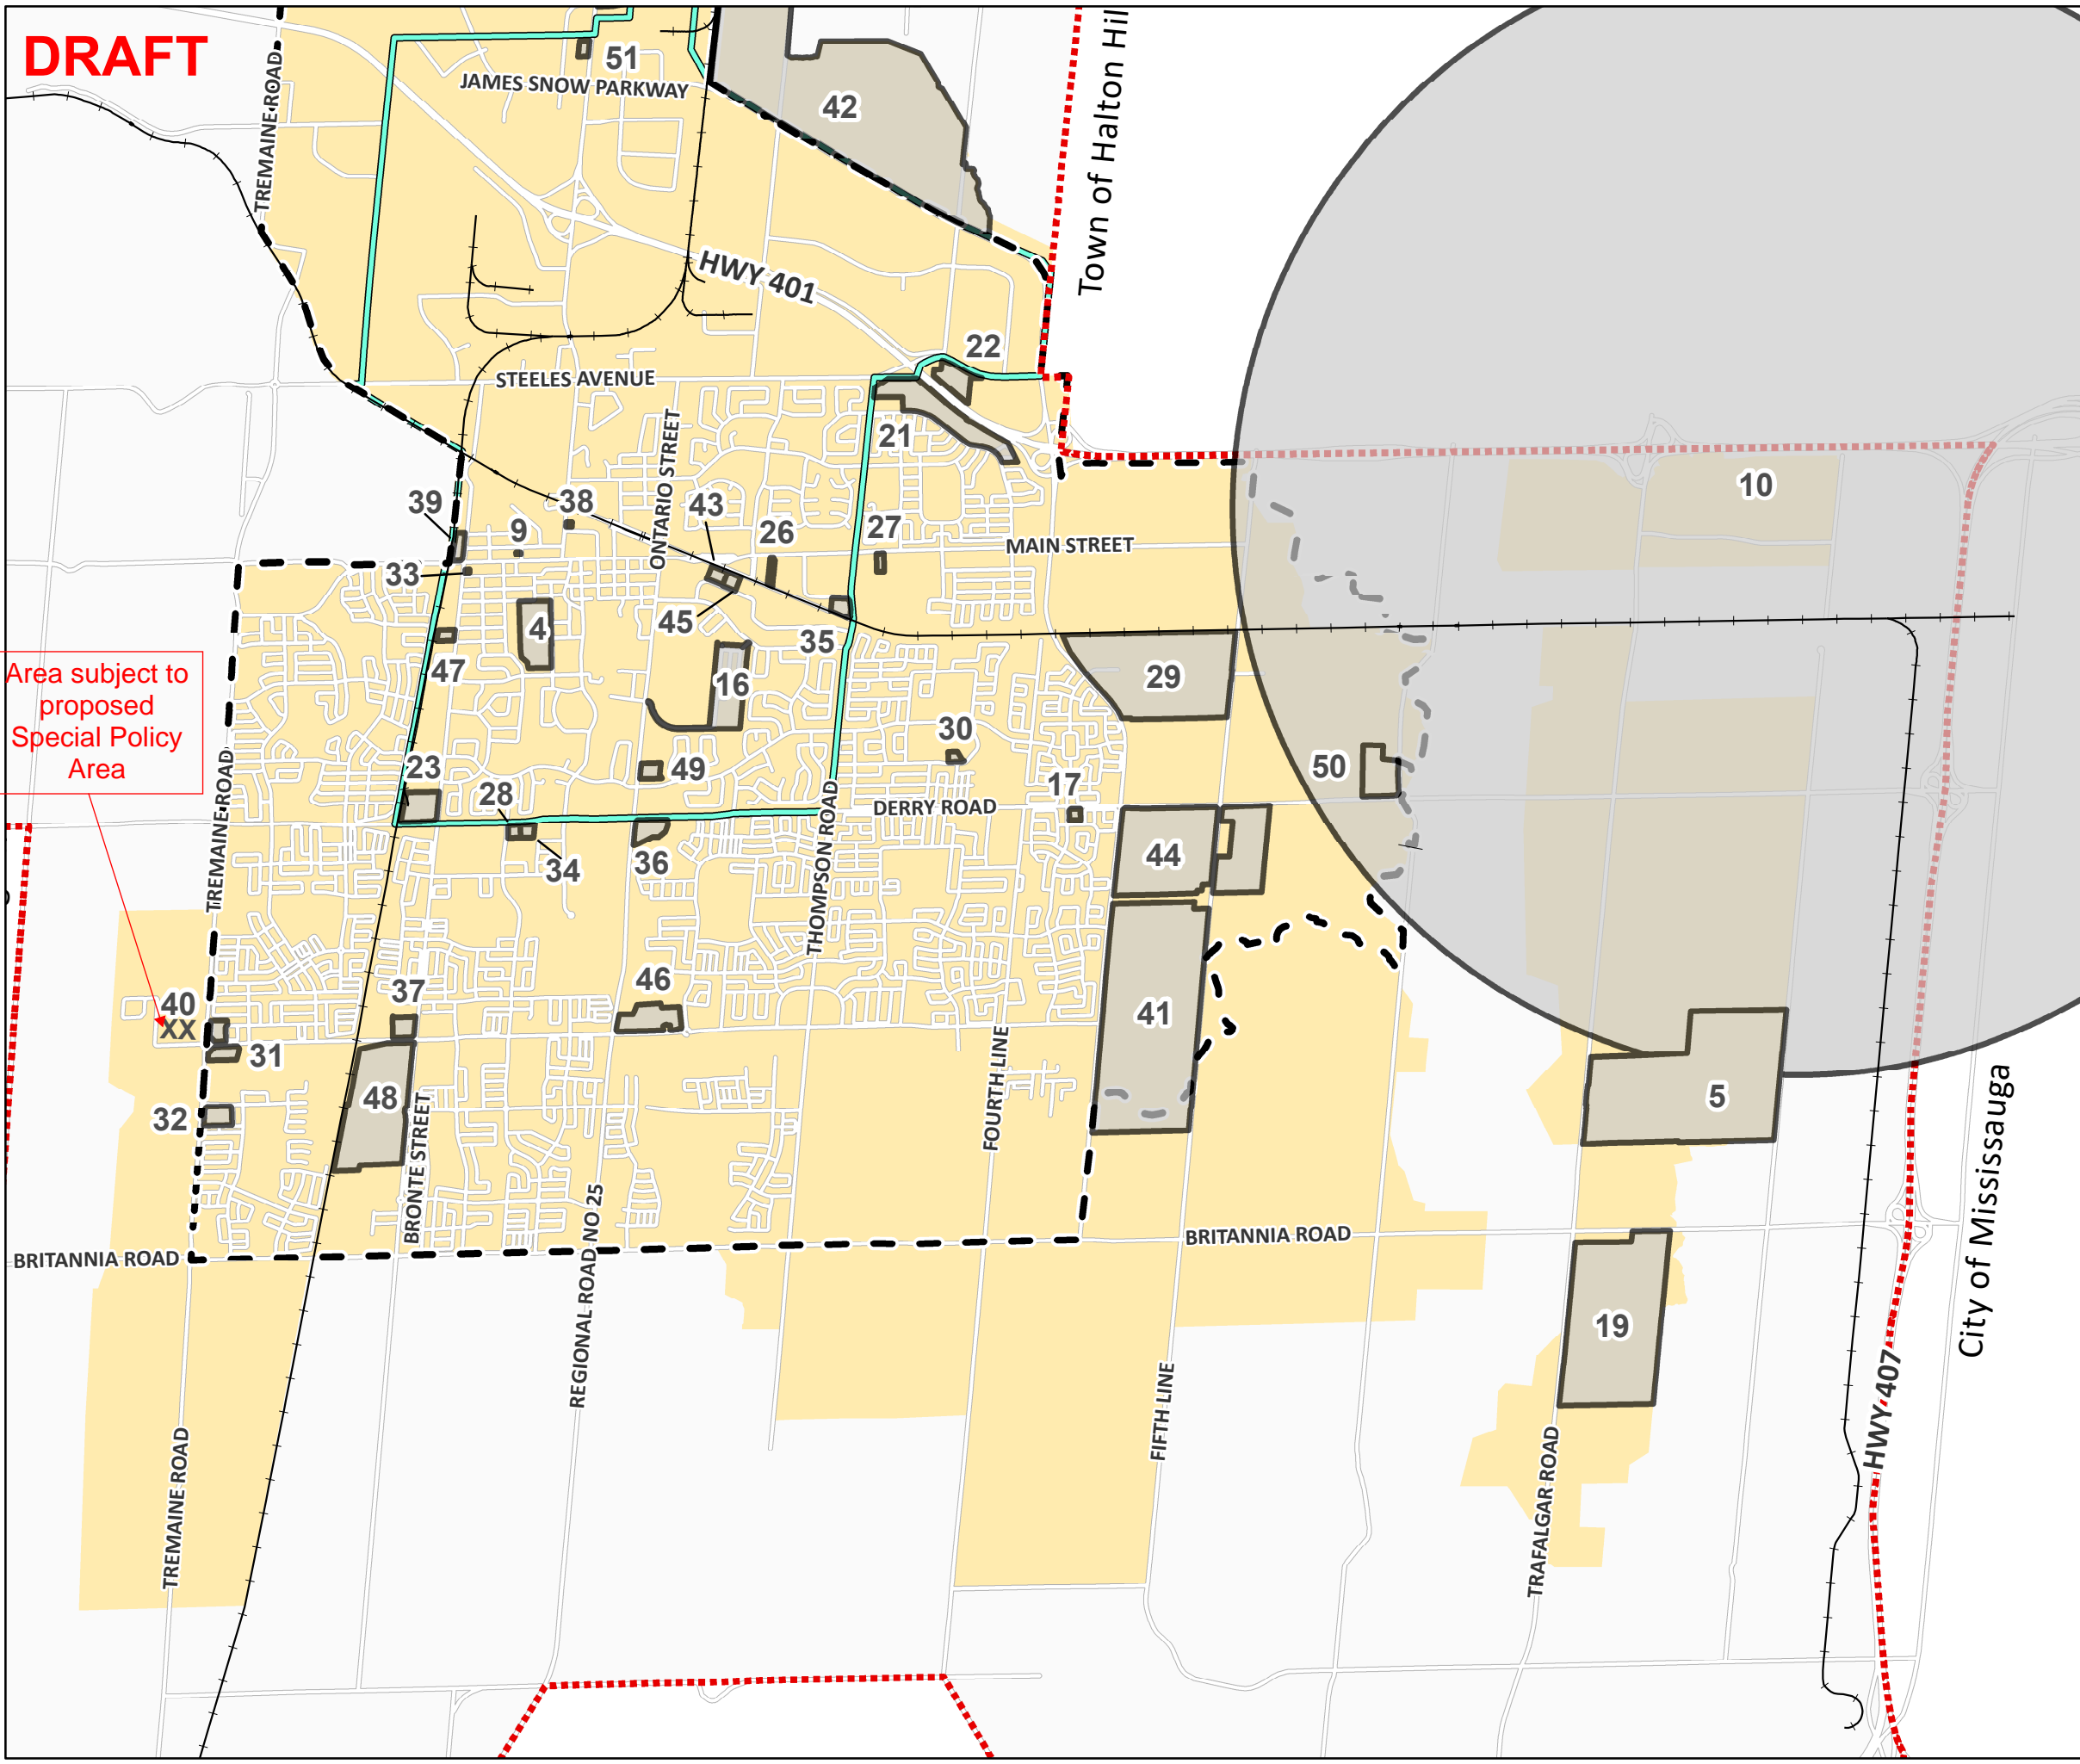 DRAFT
TREMAINE ROAD
51
JAMES SNOW PARKWAY
42
Town of Halton Hil
HWY 401
22
STEELES AVENUE
ONTARIO STREET
21
10
39
38
43
9
26
27
MAIN STREET
33
4
45
35
47
16
29
Area subject to
proposed
Special Policy
Area
TREMAINE ROAD
23
28
49
30
17
50
DERRY ROAD
THOMPSON ROAD
34
36
44
37
46
40
XX
31
41
FOURTH LINE
48
32
BRONTE STREET
5
City of Mississauga
REGIONAL ROAD NO 25
BRITANNIA ROAD
BRITANNIA ROAD
19
FIFTH LINE
HWY 407
TREMAINE ROAD
TRAFALGAR ROAD